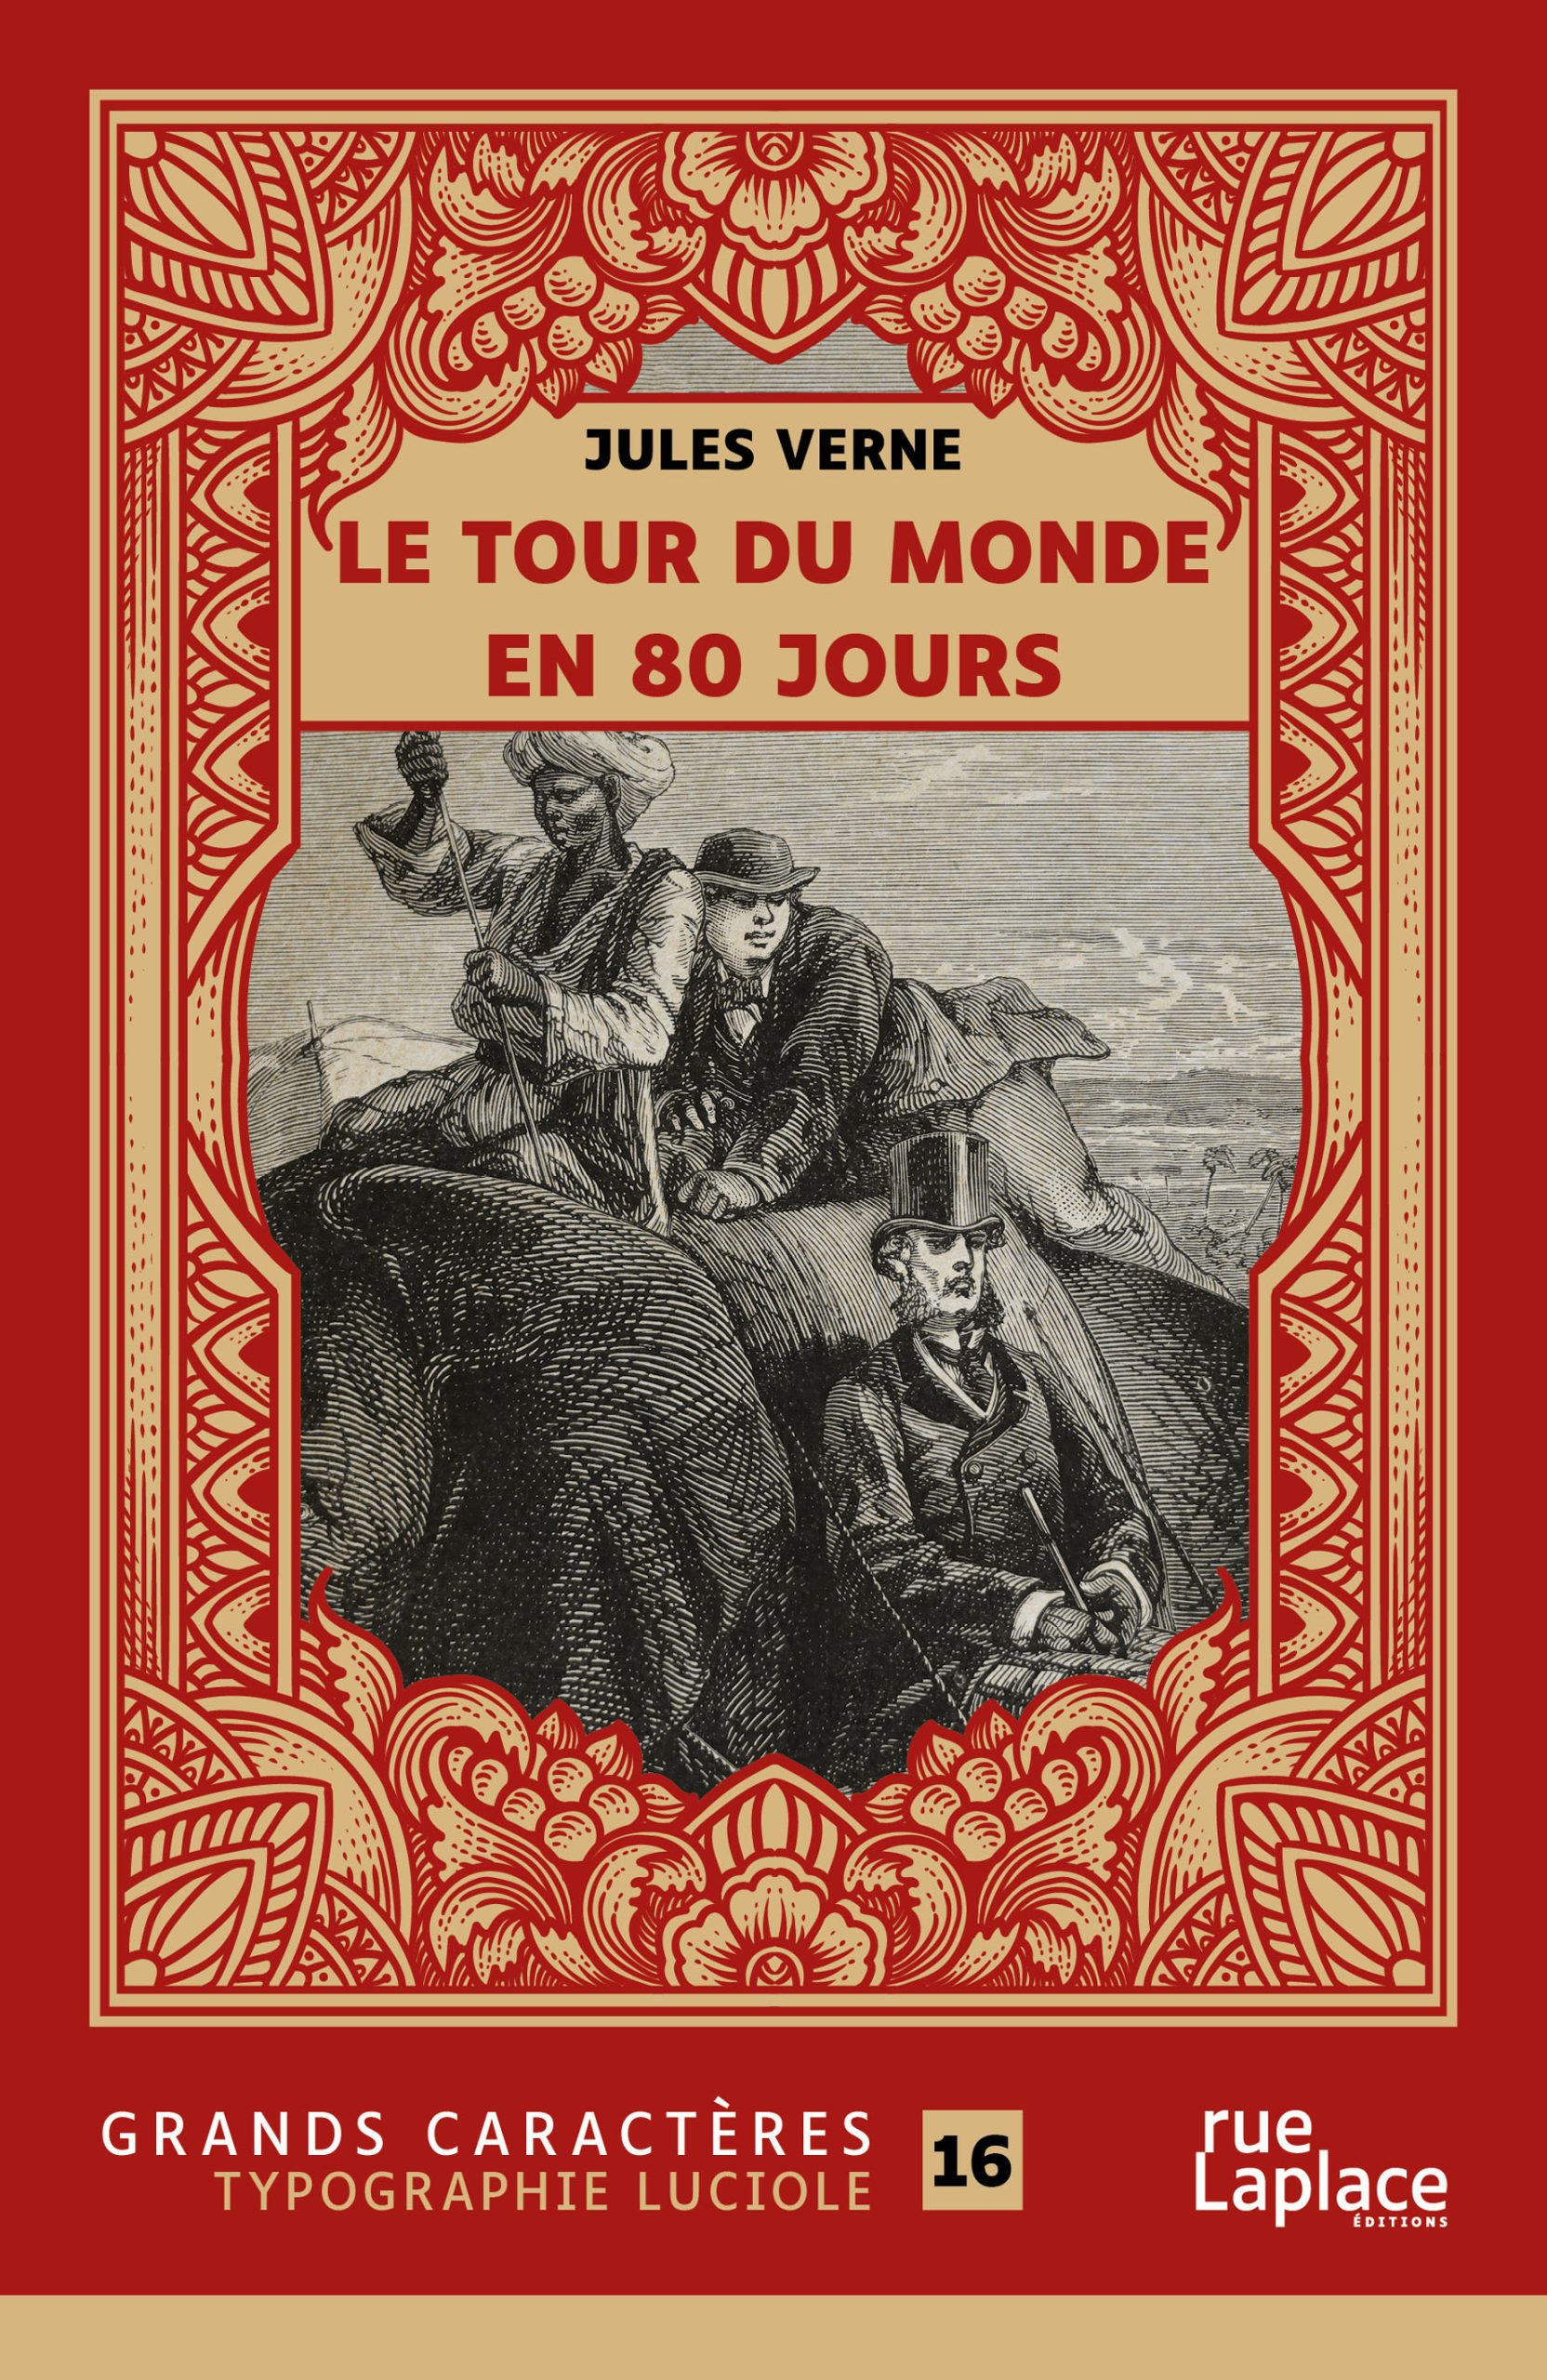 JULES VERNE
LE TOUR DU MONDE
EN 80 JOURS
GRANDS CARACTÈRES
TYPOGRAPHIE LUCIOLE
16
rue
Laplace
ÉDITIONS